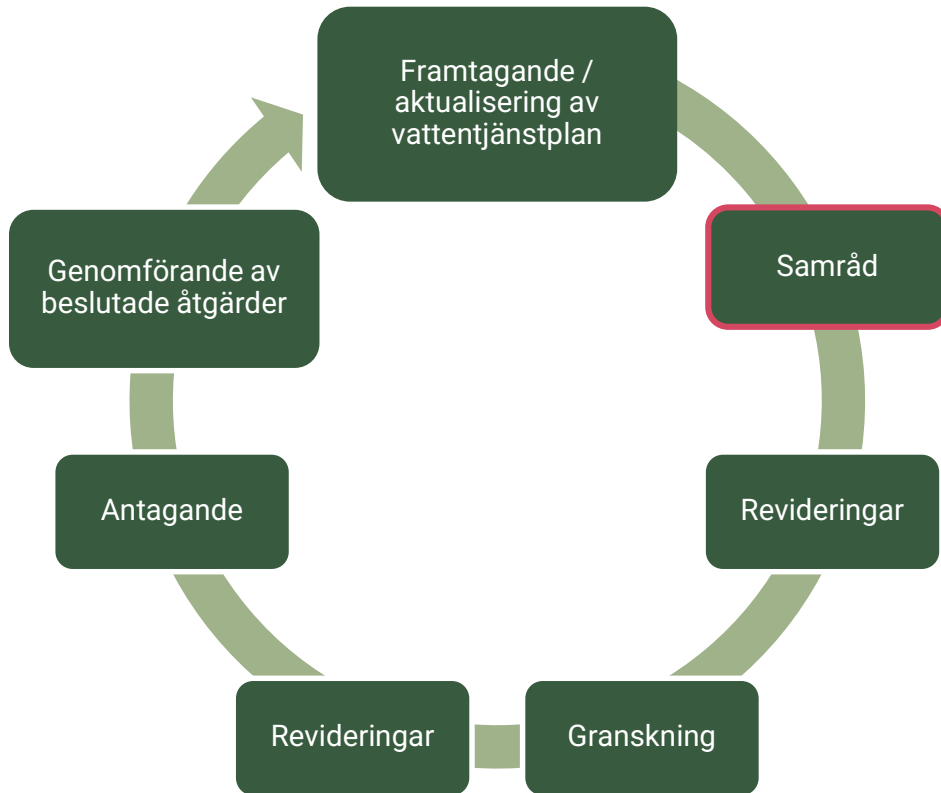 Framtagande /
aktualisering av
vattentjänstplan
Samråd
Revideringar
Granskning
Revideringar
Antagande
Genomförande av
beslutade åtgärder